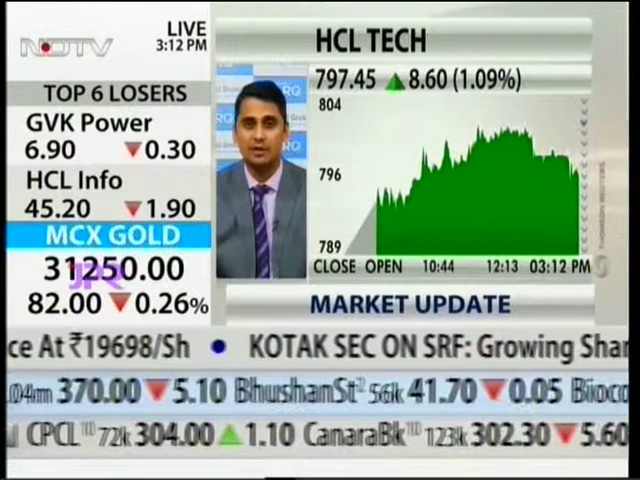 NDTV
LIVE
3:12 PM
TOP 6 LOSERS
GVK Power
6.90 ▼0.30
HCL Info
45.20 ▼1.90
MCX GOLD
31250.00
82.00 ▼0.26%
HCL TECH
797.45 ▲8.60 (1.09%)
804
796
789
CLOSE OPEN 10:44 12:13 03:12 PM
THOMSON REUTERS
MARKET UPDATE
ce At ₹19698/Sh ● KOTAK SEC ON SRF: Growing Shar
370.00▼5.10 BhushanSt 56k 41.70▼0.05 Bioco
CPCL 72k 304.00▲1.10 CanaraBk 123k 302.30▼5.60